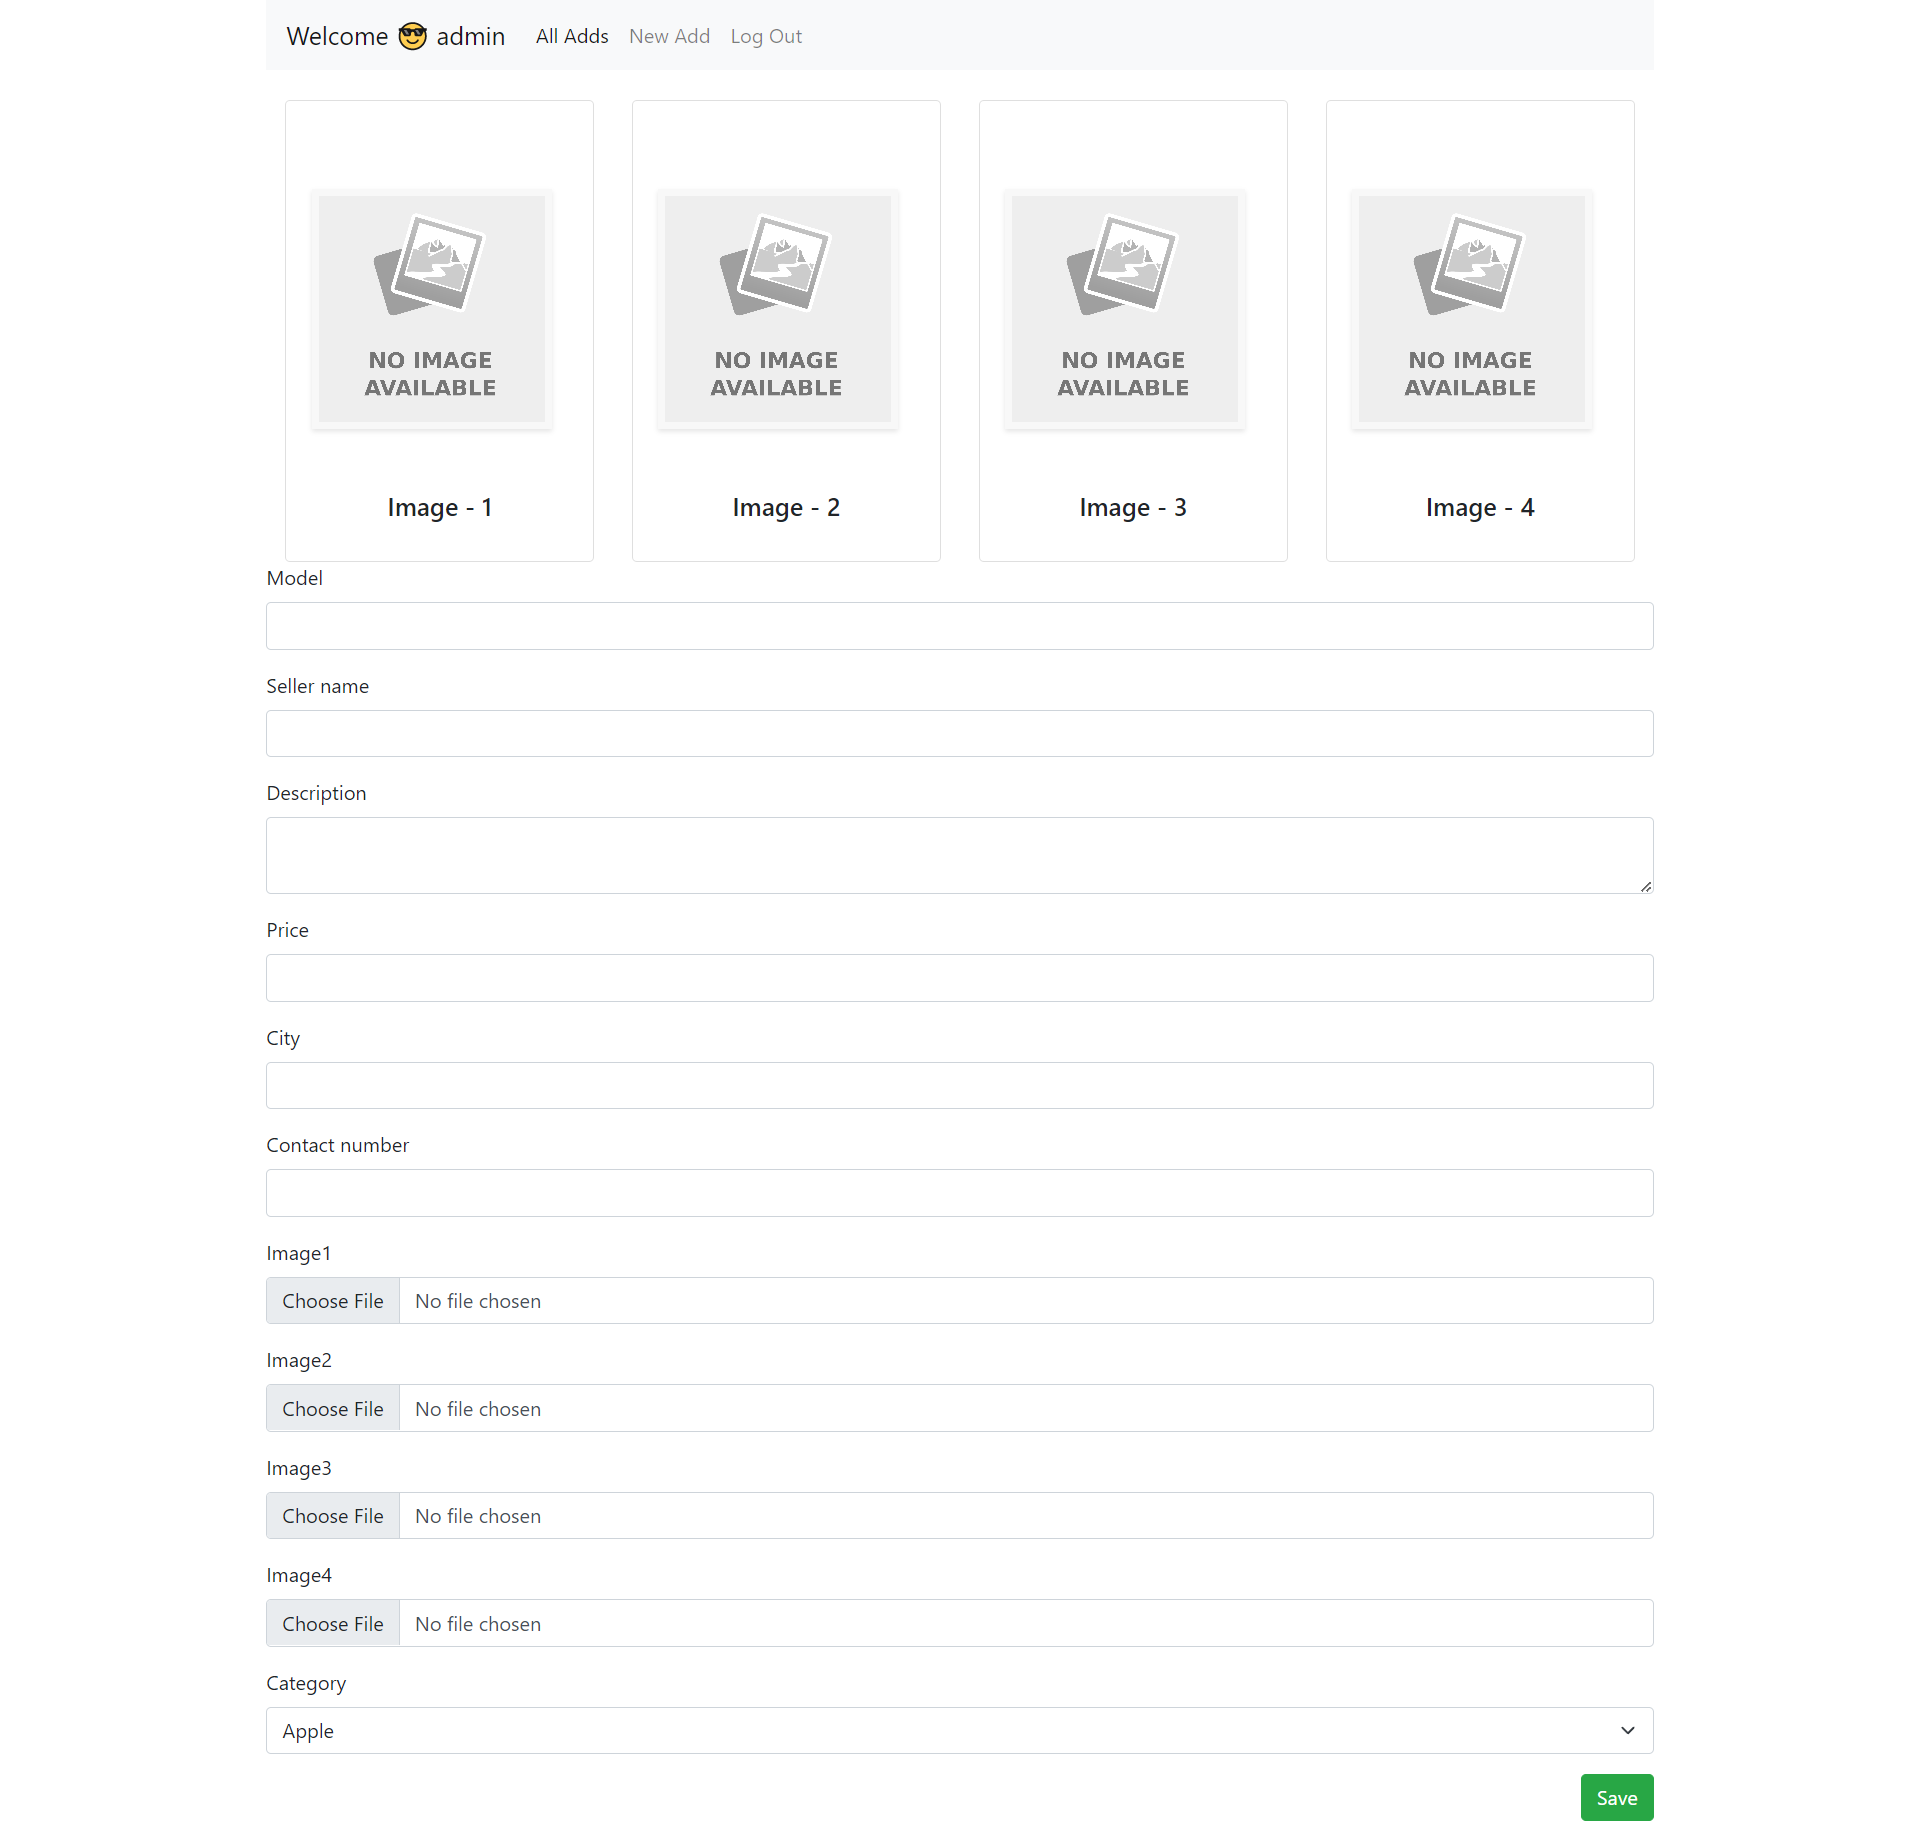 Welcome 😎 admin All Adds New Add Log Out
NO IMAGE AVAILABLE
NO IMAGE AVAILABLE
NO IMAGE AVAILABLE
NO IMAGE AVAILABLE
Image - 1
Image - 2
Image - 3
Image - 4
Model
Seller name
Description
Price
City
Contact number
Image1
Choose File No file chosen
Image2
Choose File No file chosen
Image3
Choose File No file chosen
Image4
Choose File No file chosen
Category
Apple
Save